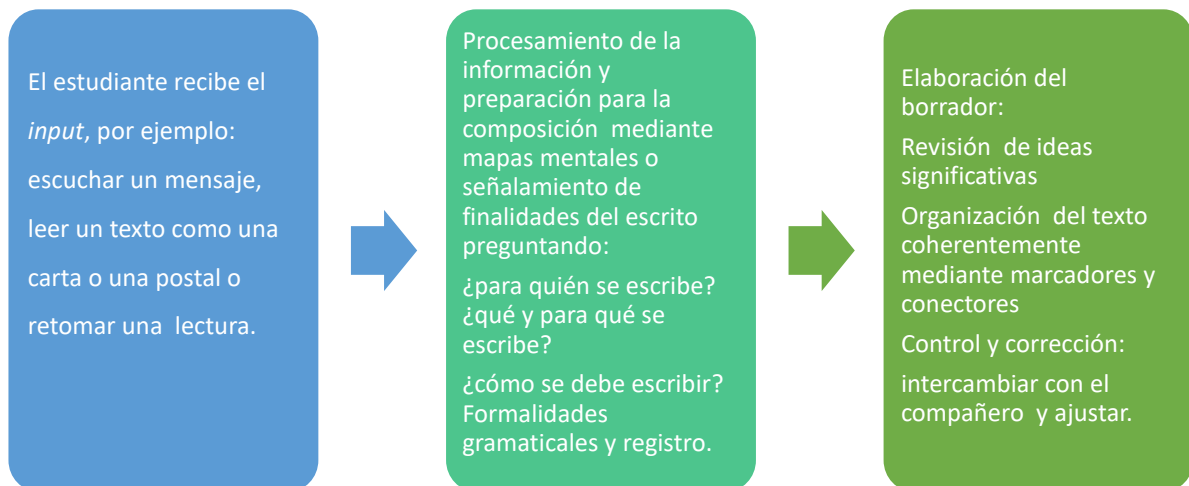 El estudiante recibe el
input, por ejemplo:
escuchar un mensaje,
leer un texto como una
carta o una postal o
retomar una lectura.
Procesamiento de la
información y
preparación para la
composición mediante
mapas mentales o
señalamiento de
finalidades del escrito
preguntando:
¿para quién se escribe?
¿qué y para qué se
escribe?
¿cómo se debe escribir?
Formalidades
gramaticales y registro.
Elaboración del
borrador:
Revisión de ideas
significativas
Organización del texto
coherentemente
mediante marcadores y
conectores
Control y corrección:
intercambiar con el
compañero y ajustar.